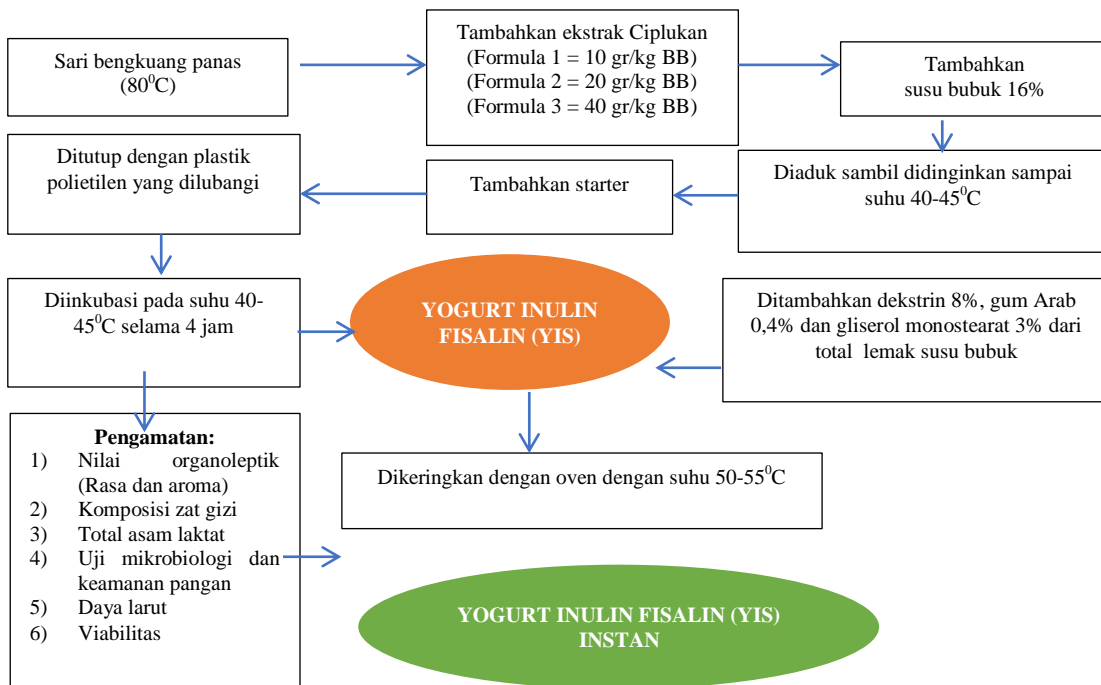 Sari bengkuang panas
(80⁰C)
Tambahkan ekstrak Ciplukan
(Formula 1 = 10 gr/kg BB)
(Formula 2 = 20 gr/kg BB)
(Formula 3 = 40 gr/kg BB)
Tambahkan
susu bubuk 16%
Diaduk sambil didinginkan sampai
suhu 40-45⁰C
Tambahkan starter
Ditutup dengan plastik
polietilen yang dilubangi
Diinkubasi pada suhu 40-
45⁰C selama 4 jam
YOGURT INULIN
FISALIN (YIS)
Ditambahkan dekstrin 8%, gum Arab
0,4% dan gliserol monostearat 3% dari
total lemak susu bubuk
Pengamatan:
1) Nilai organoleptik
(Rasa dan aroma)
2) Komposisi zat gizi
3) Total asam laktat
4) Uji mikrobiologi dan
keamanan pangan
5) Daya larut
6) Viabilitas
Dikeringkan dengan oven dengan suhu 50-55⁰C
YOGURT INULIN FISALIN (YIS)
INSTAN